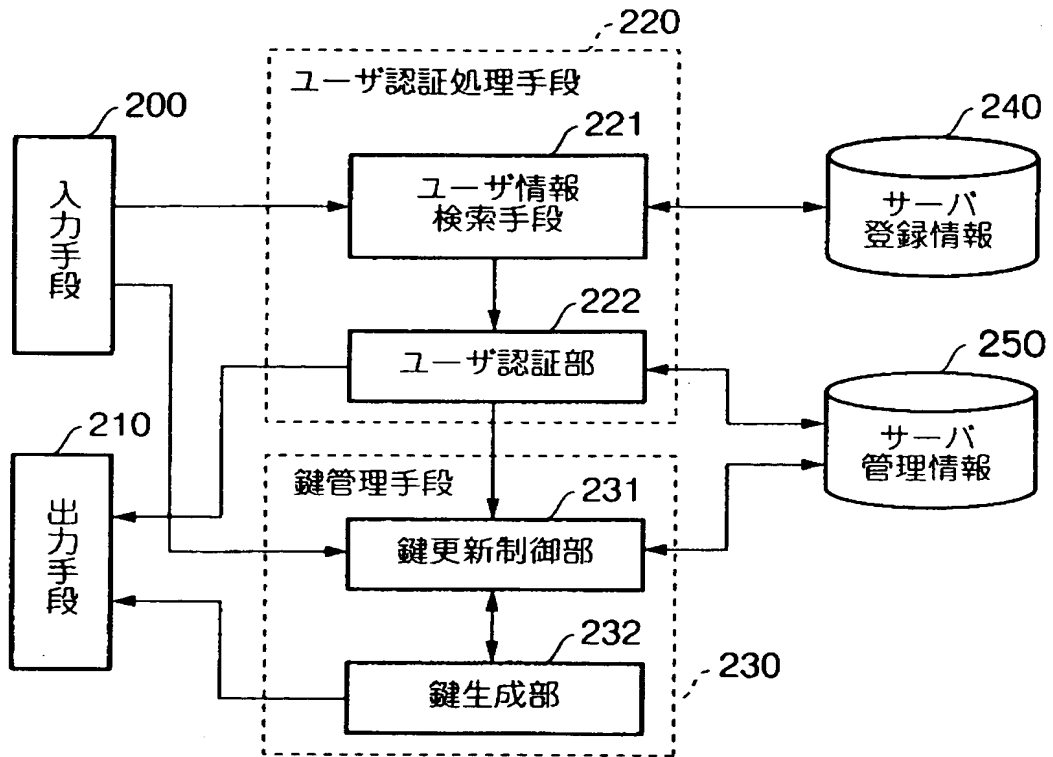 220
ユーザ認証処理手段
200
入力手段
221
ユーザ情報
検索手段
240
サーバ
登録情報
222
ユーザ認証部
250
サーバ
管理情報
210
出力手段
鍵管理手段
231
鍵更新制御部
232
鍵生成部
230